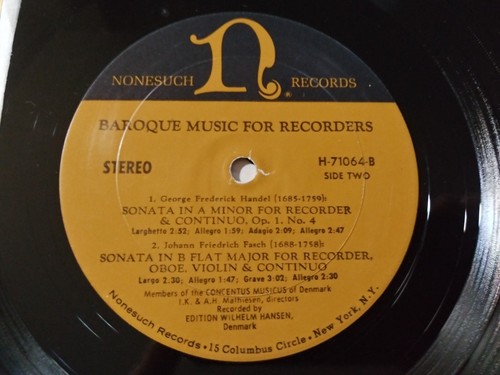 n
NONESUCH RECORDS
BAROQUE MUSIC FOR RECORDERS
STEREO
H-71064-B
SIDE TWO
1. George Frederick Handel (1685-1759):
SONATA IN A MINOR FOR RECORDER
& CONTINUO, Op. 1, No. 4
Larghetto 2:52; Allegro 1:59; Adagio 2:09; Allegro 2:47
2. Johann Friedrich Fasch (1688-1758):
SONATA IN B FLAT MAJOR FOR RECORDER,
OBOE, VIOLIN & CONTINUO
Largo 2:30; Allegro 1:47; Grave 3:02; Allegro 2:30
Members of the CONCENTUS MUSICUS of Denmark
I.K. & A.H. Mathiesen, directors
Recorded by
EDITION WILHELM HANSEN,
Denmark
Nonesuch Records • 15 Columbus Circle • New York, N.Y.